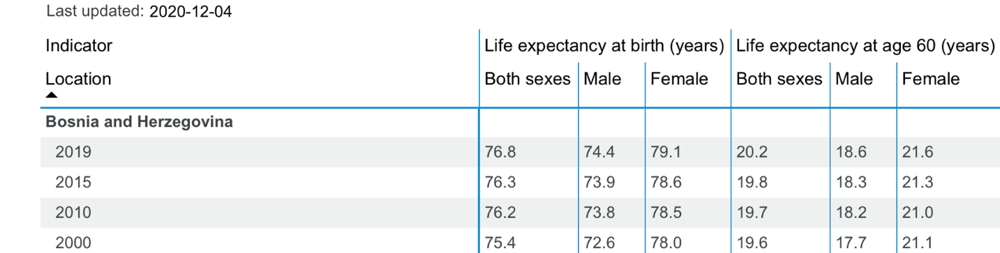 Last updated: 2020-12-04
Indicator Life expectancy at birth (years) Life expectancy at age 60 (years)
Location Both sexes Male Female Both sexes Male Female
Bosnia and Herzegovina
2019 76.8 74.4 79.1 20.2 18.6 21.6
2015 76.3 73.9 78.6 19.8 18.3 21.3
2010 76.2 73.8 78.5 19.7 18.2 21.0
2000 75.4 72.6 78.0 19.6 17.7 21.1